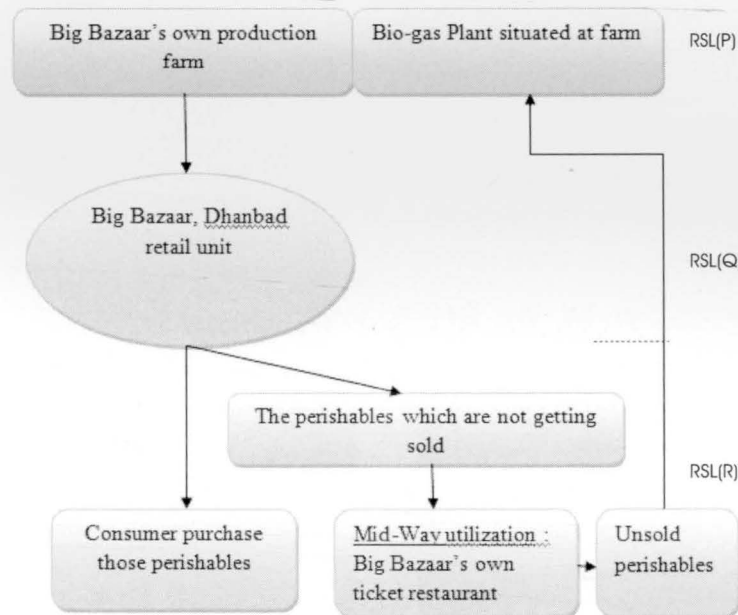 Big Bazaar's own production
farm
Bio-gas Plant situated at farm
RSL(P)
Big Bazaar, Dhanbad
retail unit
RSL(Q
The perishables which are not getting
sold
RSL(R)
Consumer purchase
those perishables
Mid-Way utilization :
Big Bazaar's own
ticket restaurant
Unsold
perishables